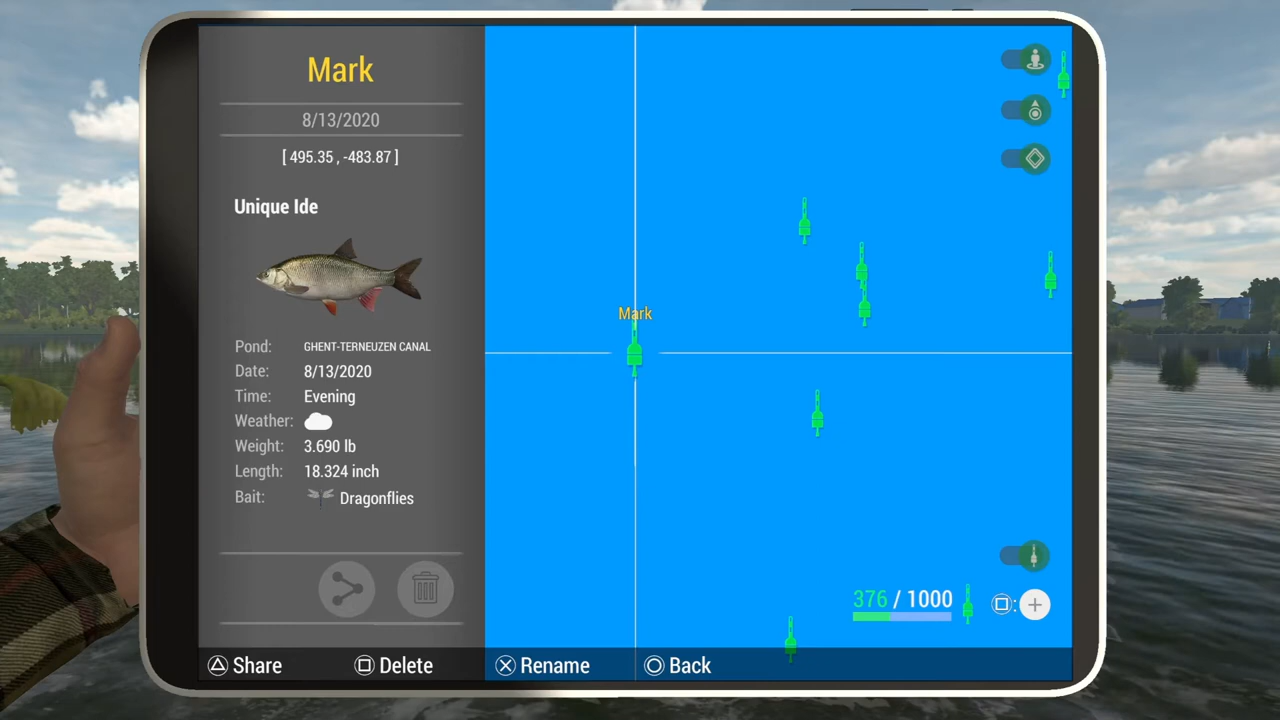 Mark
8/13/2020
[ 495.35 , -483.87 ]
Unique Ide
Pond: GHENT-TERNEUZEN CANAL
Date: 8/13/2020
Time: Evening
Weather:
Weight: 3.690 lb
Length: 18.324 inch
Bait: Dragonflies
Mark
376 / 1000
:
Share
Delete
Rename
Back